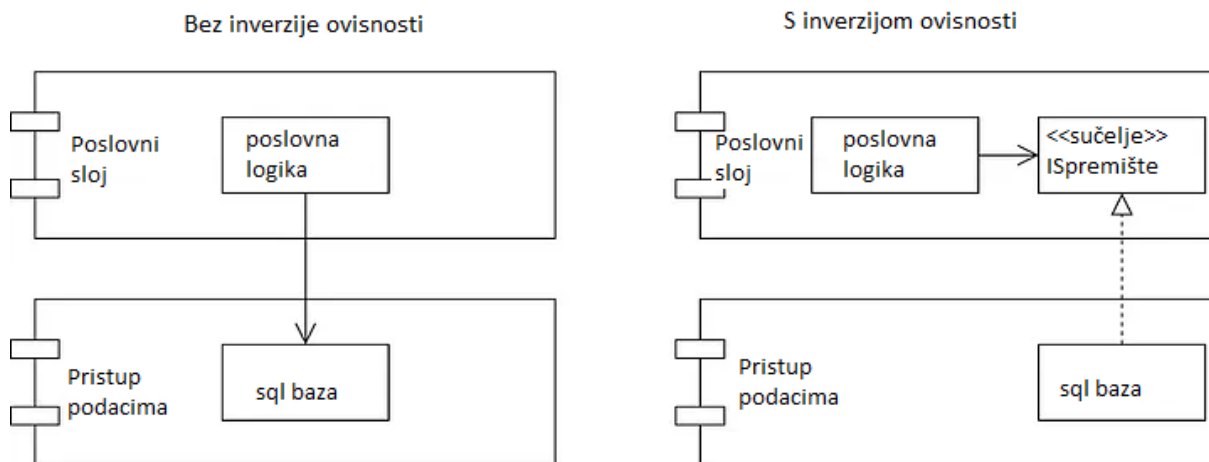 Bez inverzije ovisnosti
Poslovni
sloj
poslovna
logika
Pristup
podacima
sql baza
S inverzijom ovisnosti
Poslovni
sloj
poslovna
logika
<<sučelje>>
ISpremište
Pristup
podacima
sql baza